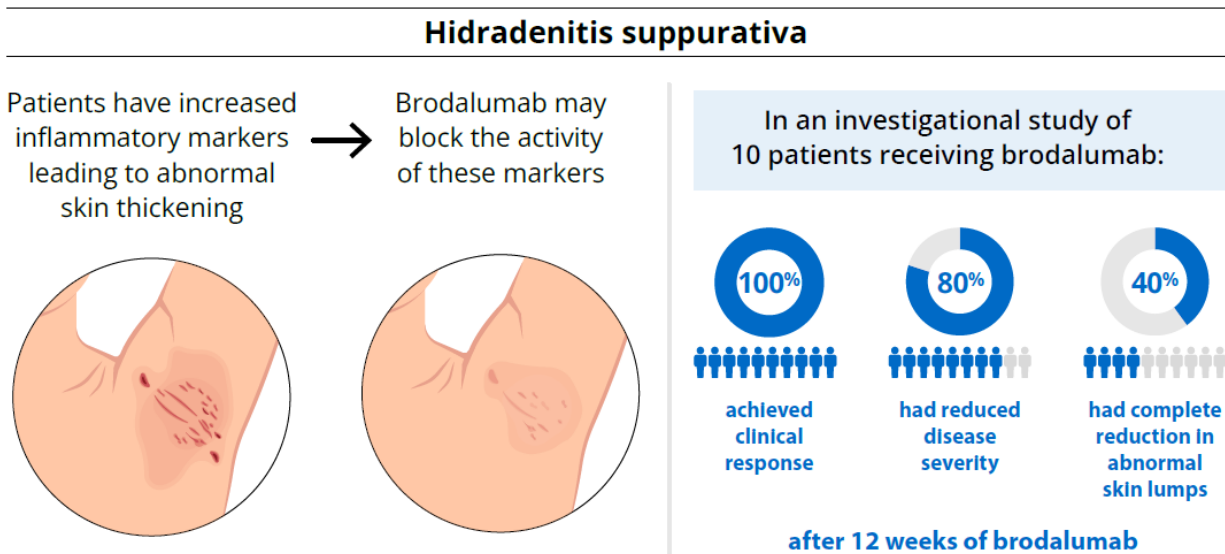 Hidradenitis suppurativa
Patients have increased
inflammatory markers
leading to abnormal
skin thickening
Brodalumab may
block the activity
of these markers
In an investigational study of
10 patients receiving brodalumab:
100%
achieved
clinical
response
80%
had reduced
disease
severity
40%
had complete
reduction in
abnormal
skin lumps
after 12 weeks of brodalumab